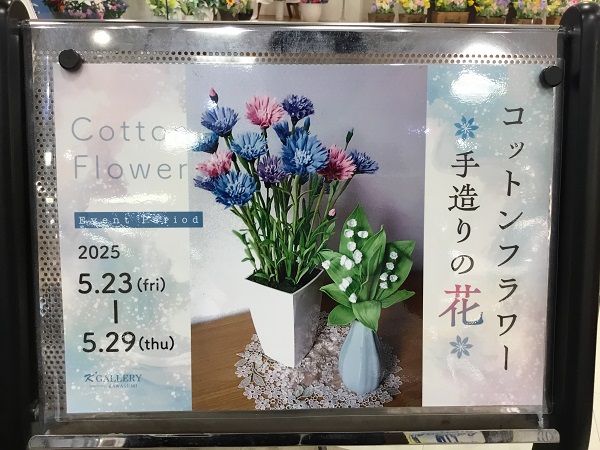 Cotton
Flower
Event Period
2025
5.23(fri)
5.29(thu)
K's GALLERY
コットンフラワー
手造りの花